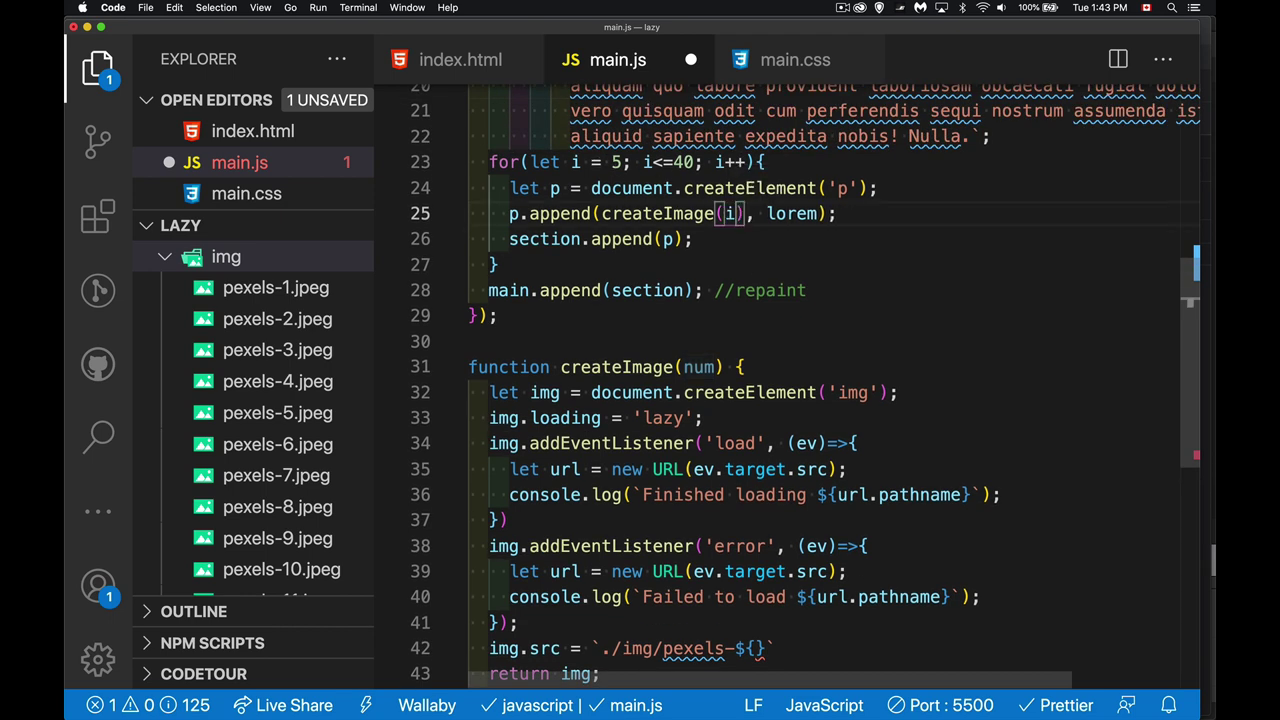 Code File Edit Selection View Go Run Terminal Window Help 100% Tue 1:43 PM
main.js — lazy
EXPLORER
index.html
JS main.js
main.css
OPEN EDITORS 1 UNSAVED
index.html
JS main.js 1
main.css
LAZY
img
pexels-1.jpeg
pexels-2.jpeg
pexels-3.jpeg
pexels-4.jpeg
pexels-5.jpeg
pexels-6.jpeg
pexels-7.jpeg
pexels-8.jpeg
pexels-9.jpeg
pexels-10.jpeg
OUTLINE
NPM SCRIPTS
CODETOUR
1
1
20 aliquam quo labore provident laboriosam obcaecati fugiat dolo
21 vero quisquam odit cum perferendis sequi nostrum assumenda ist
22 aliquid sapiente expedita nobis! Nulla.`;
23 for(let i = 5; i<=40; i++){
24 let p = document.createElement('p');
25 p.append(createImage(i), lorem);
26 section.append(p);
27 }
28 main.append(section); //repaint
29 });
30
31 function createImage(num) {
32 let img = document.createElement('img');
33 img.loading = 'lazy';
34 img.addEventListener('load', (ev)=>{
35 let url = new URL(ev.target.src);
36 console.log(`Finished loading ${url.pathname}`);
37 })
38 img.addEventListener('error', (ev)=>{
39 let url = new URL(ev.target.src);
40 console.log(`Failed to load ${url.pathname}`);
41 });
42 img.src = `./img/pexels-${}`
43 return img;
1 0 125 Live Share Wallaby javascript | main.js LF JavaScript Port : 5500 Prettier